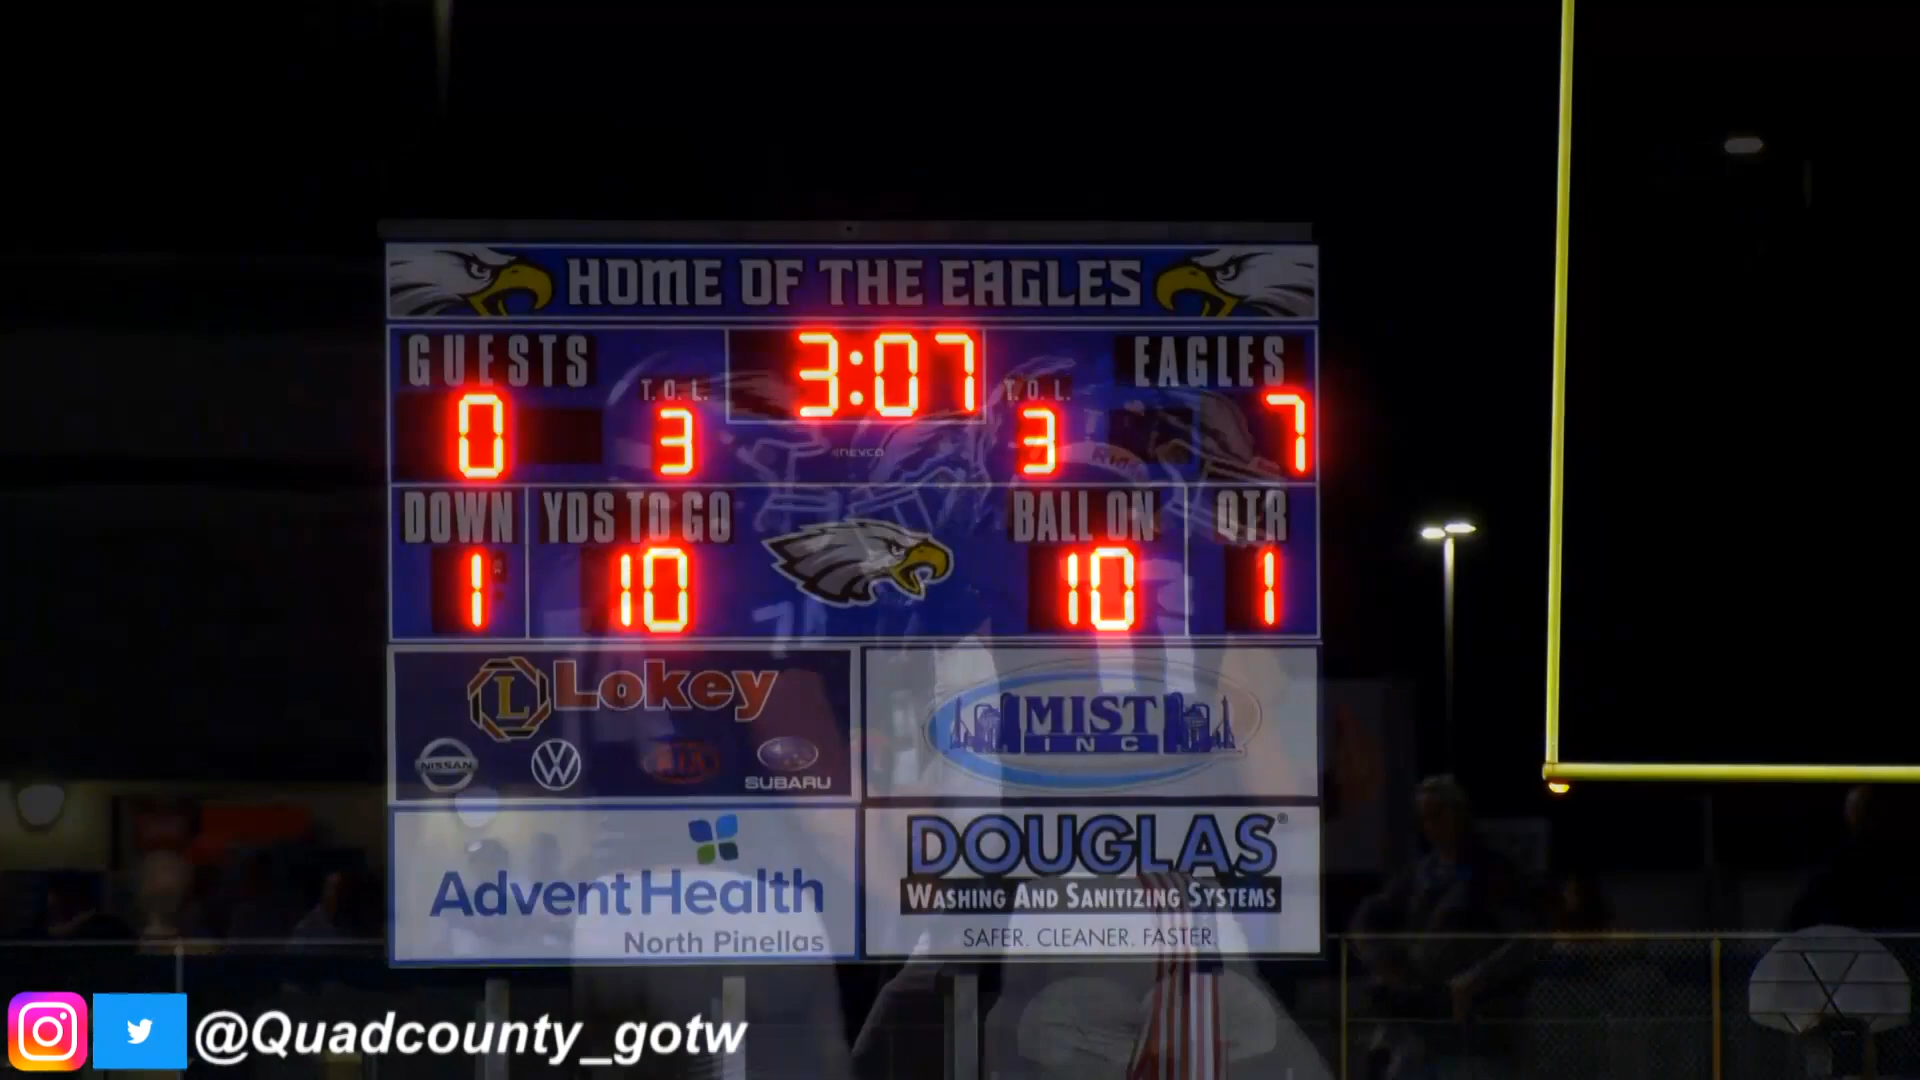 HOME OF THE EAGLES
GUESTS
3:07
EAGLES
T.O.L.
T.O.L.
0
3
3
7
NEVCO
DOWN
YDS TO GO
BALL ON
QTR
1
10
10
1
L Lokey
NISSAN
KIA
SUBARU
MIST
INC
AdventHealth
North Pinellas
DOUGLAS®
WASHING AND SANITIZING SYSTEMS
SAFER. CLEANER. FASTER.
@Quadcounty_gotw